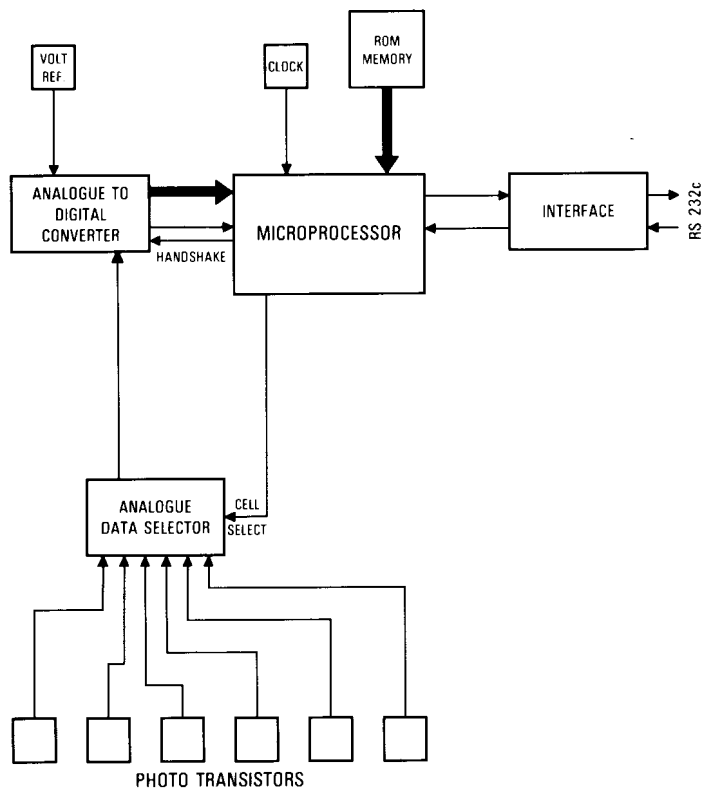 VOLT
REF.
CLOCK
ROM
MEMORY
ANALOGUE TO
DIGITAL
CONVERTER
HANDSHAKE
MICROPROCESSOR
INTERFACE
RS 232c
ANALOGUE
DATA SELECTOR
CELL
SELECT
PHOTO TRANSISTORS